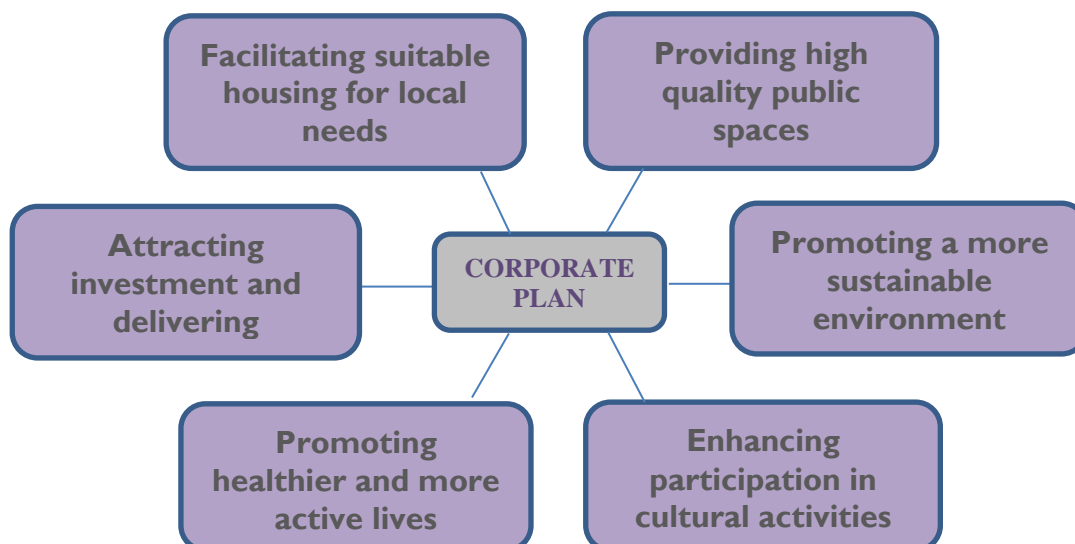 Facilitating suitable
housing for local
needs
Providing high
quality public
spaces
Attracting
investment and
delivering
CORPORATE
PLAN
Promoting a more
sustainable
environment
Promoting
healthier and more
active lives
Enhancing
participation in
cultural activities